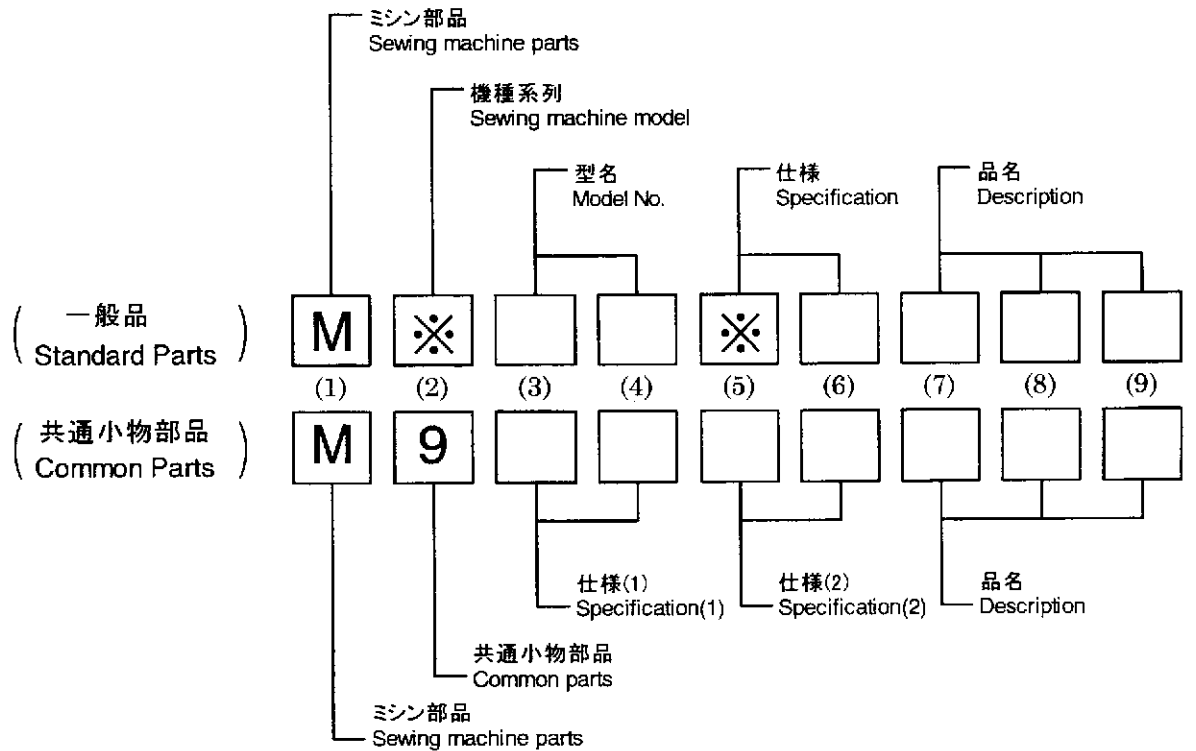 ミシン部品
Sewing machine parts
機種系列
Sewing machine model
型名
Model No.
仕様
Specification
品名
Description
( 一般品 Standard Parts )
M ※ ※
(1) (2) (3) (4) (5) (6) (7) (8) (9)
( 共通小物部品 Common Parts )
M 9
仕様(1)
Specification(1)
仕様(2)
Specification(2)
品名
Description
共通小物部品
Common parts
ミシン部品
Sewing machine parts